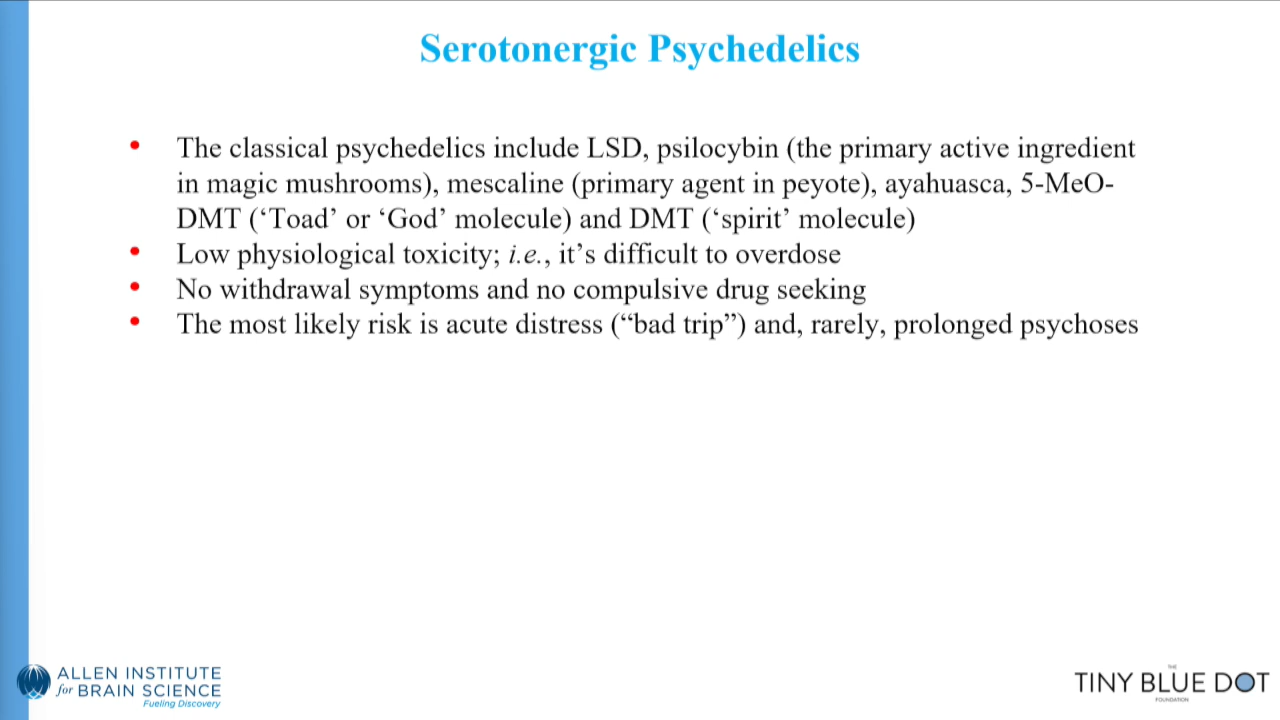 Serotonergic Psychedelics
• The classical psychedelics include LSD, psilocybin (the primary active ingredient
in magic mushrooms), mescaline (primary agent in peyote), ayahuasca, 5-MeO-
DMT (‘Toad’ or ‘God’ molecule) and DMT (‘spirit’ molecule)
• Low physiological toxicity; i.e., it’s difficult to overdose
• No withdrawal symptoms and no compulsive drug seeking
• The most likely risk is acute distress (“bad trip”) and, rarely, prolonged psychoses
ALLEN INSTITUTE
for BRAIN SCIENCE
Fueling Discovery
THE
TINY BLUE DOT
FOUNDATION